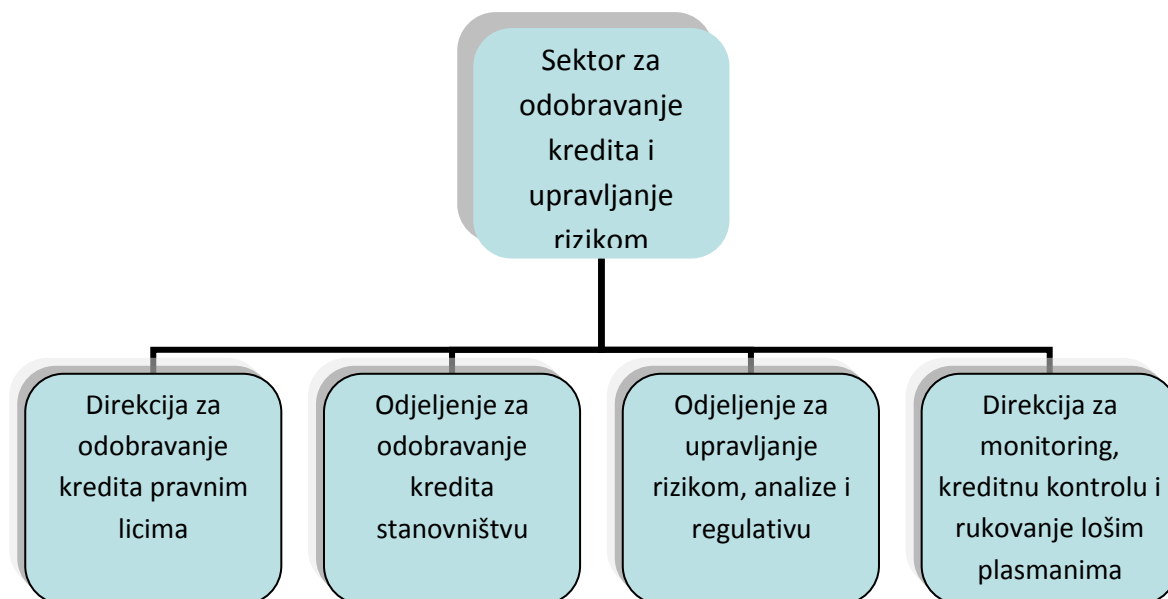 Sektor za
odobravanje
kredita i
upravljanje
rizikom
Direkcija za
odobravanje
kredita pravnim
licima
Odjeljenje za
odobravanje
kredita
stanovništvu
Odjeljenje za
upravljanje
rizikom, analize i
regulativu
Direkcija za
monitoring,
kreditnu kontrolu i
rukovanje lošim
plasmanima